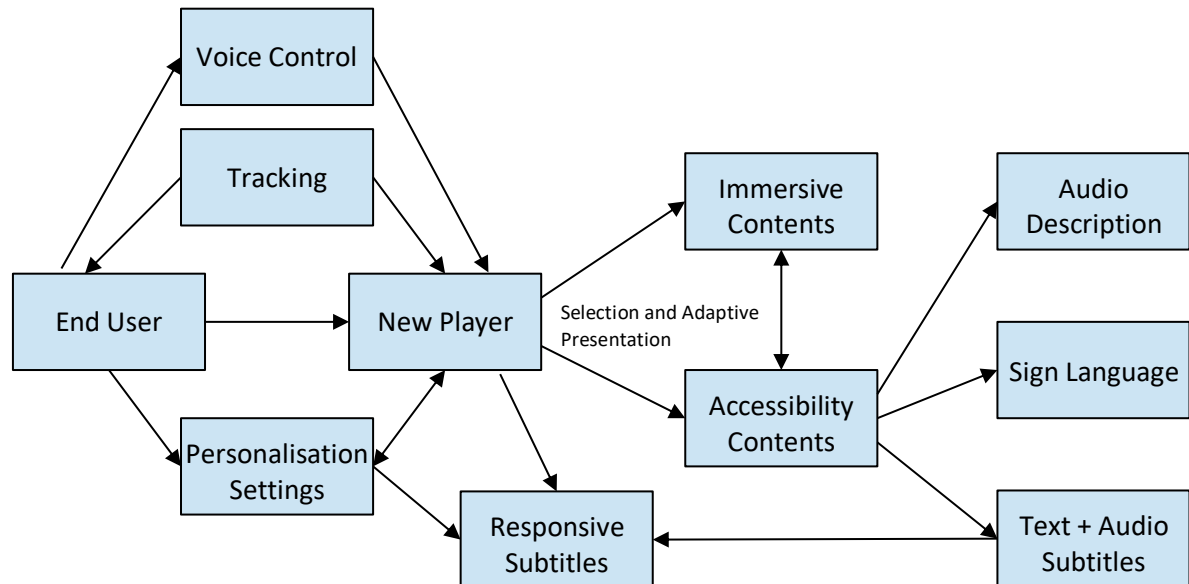 Voice Control
Tracking
Immersive
Contents
Audio
Description
End User
New Player
Selection and Adaptive
Presentation
Sign Language
Accessibility
Contents
Personalisation
Settings
Responsive
Subtitles
Text + Audio
Subtitles